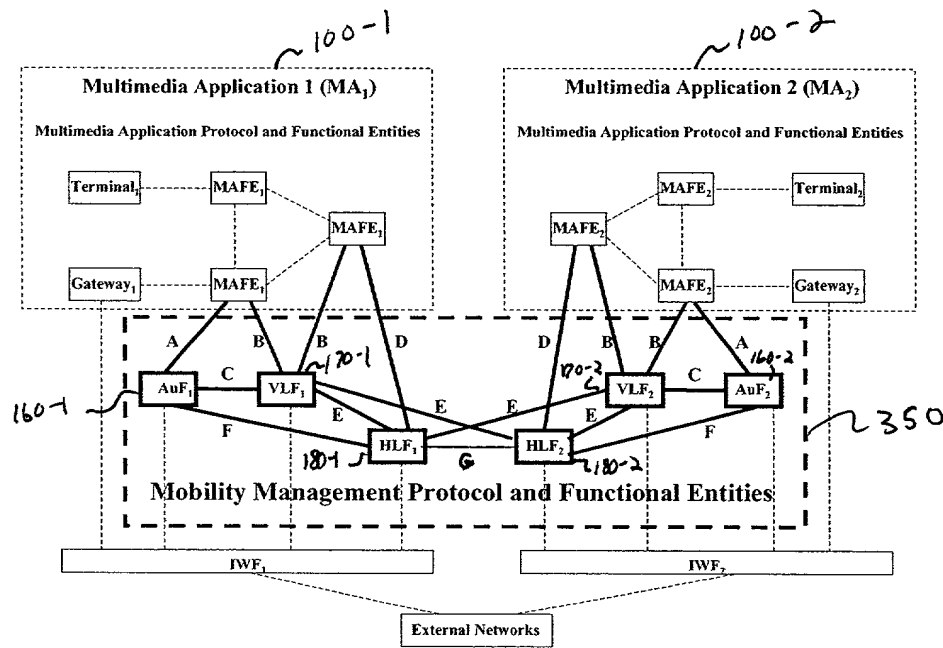 100-1
100-2
Multimedia Application 1 (MA₁)
Multimedia Application 2 (MA₂)
Multimedia Application Protocol and Functional Entities
Multimedia Application Protocol and Functional Entities
Terminal₁
MAFE₁
MAFE₂
Terminal₂
MAFE₁
MAFE₂
Gateway₁
MAFE₁
MAFE₂
Gateway₂
A
B
B
D
D
B
B
A
170-1
170-2
160-2
AuF₁
C
VLF₁
VLF₂
C
AuF₂
160-1
E
E
E
E
350
F
F
HLF₁
G
HLF₂
180-1
180-2
Mobility Management Protocol and Functional Entities
IWF₁
IWF₂
External Networks